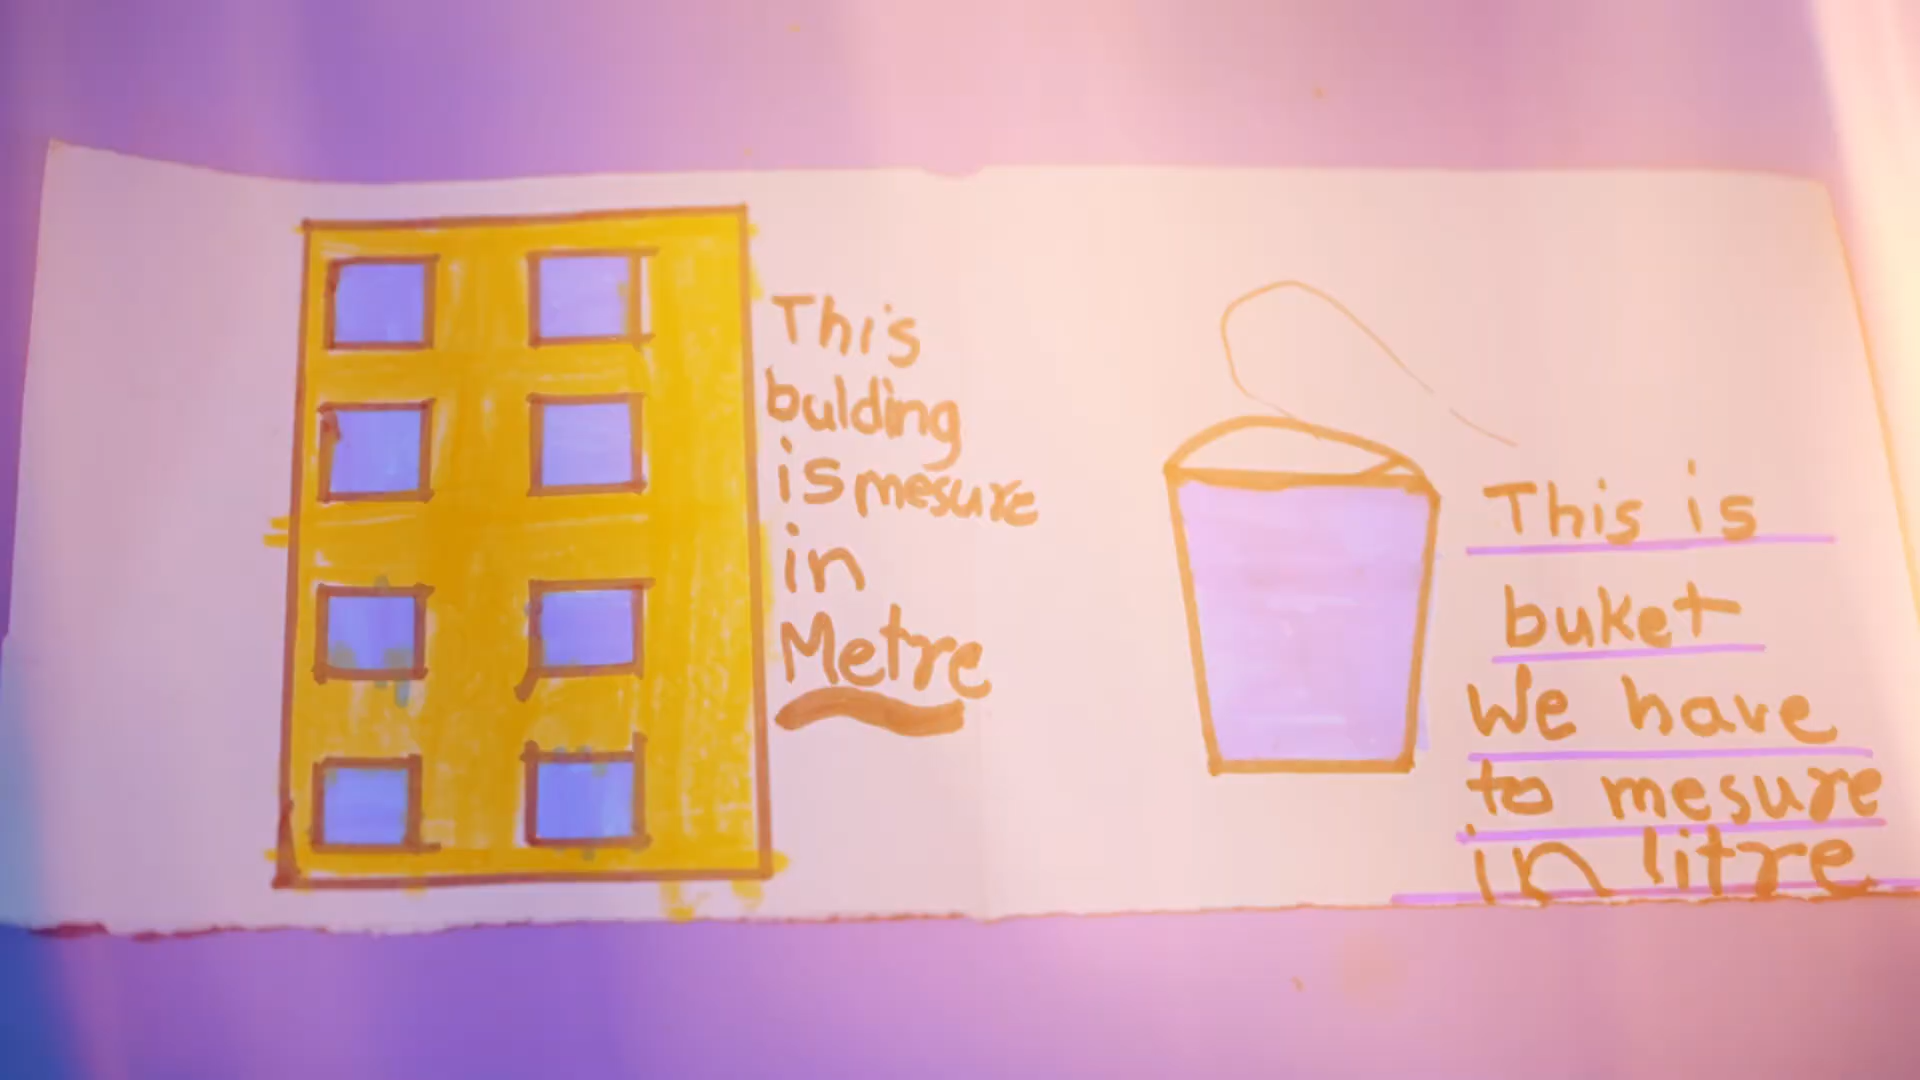 This
bulding
is mesure
in
Metre
This is
buket
We have
to mesure
in litre